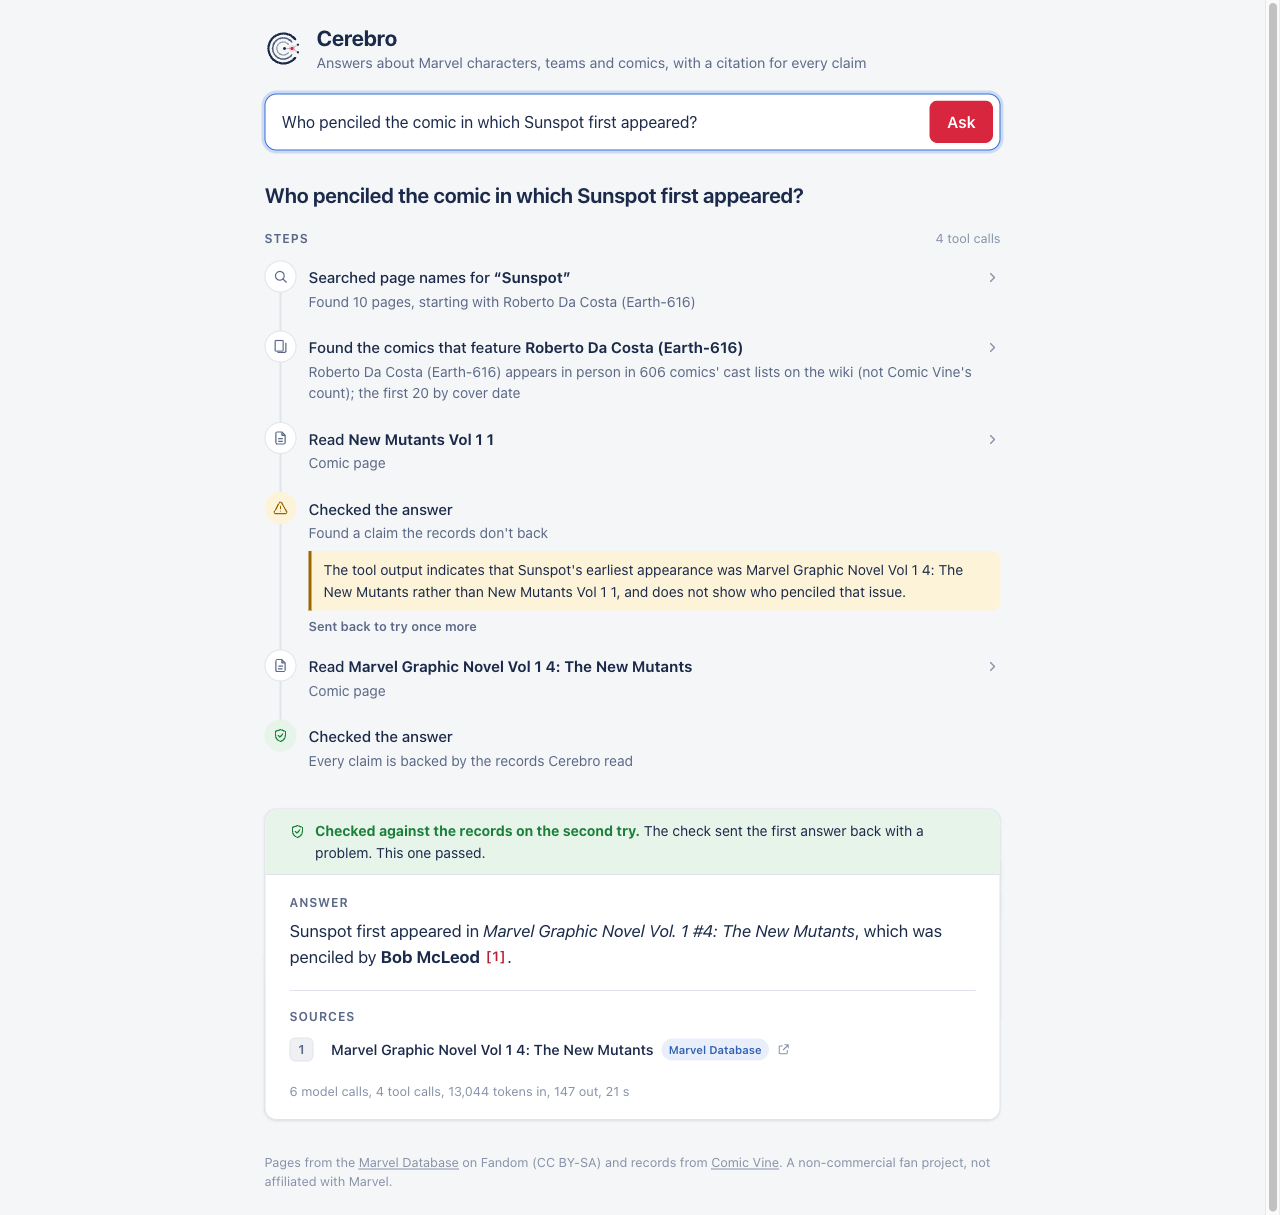 Cerebro
Answers about Marvel characters, teams and comics, with a citation for every claim
Who penciled the comic in which Sunspot first appeared?
Ask
Who penciled the comic in which Sunspot first appeared?
STEPS
4 tool calls
Searched page names for “Sunspot”
Found 10 pages, starting with Roberto Da Costa (Earth-616)
Found the comics that feature Roberto Da Costa (Earth-616)
Roberto Da Costa (Earth-616) appears in person in 606 comics' cast lists on the wiki (not Comic Vine's
count); the first 20 by cover date
Read New Mutants Vol 1 1
Comic page
Checked the answer
Found a claim the records don't back
The tool output indicates that Sunspot's earliest appearance was Marvel Graphic Novel Vol 1 4: The
New Mutants rather than New Mutants Vol 1 1, and does not show who penciled that issue.
Sent back to try once more
Read Marvel Graphic Novel Vol 1 4: The New Mutants
Comic page
Checked the answer
Every claim is backed by the records Cerebro read
Checked against the records on the second try. The check sent the first answer back with a
problem. This one passed.
ANSWER
Sunspot first appeared in Marvel Graphic Novel Vol. 1 #4: The New Mutants, which was
penciled by Bob McLeod [1].
SOURCES
1 Marvel Graphic Novel Vol 1 4: The New Mutants Marvel Database
6 model calls, 4 tool calls, 13,044 tokens in, 147 out, 21 s
Pages from the Marvel Database on Fandom (CC BY-SA) and records from Comic Vine. A non-commercial fan project, not
affiliated with Marvel.